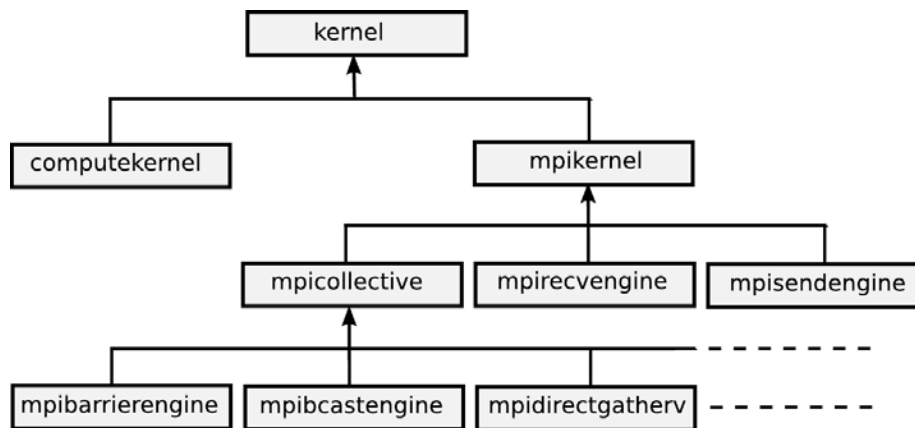 kernel
computekernel
mpikernel
mpicollective
mpirecvengine
mpisendengine
mpibarrierengine
mpibcastengine
mpidirectgatherv